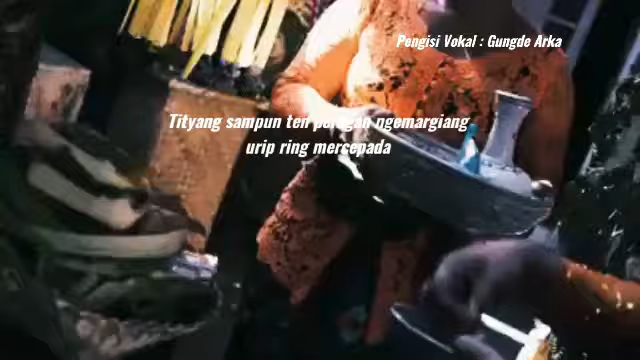 Pengisi Vokal : Gungde Arka
Tityang sampun ten ngemargiang
urip ring mercepada